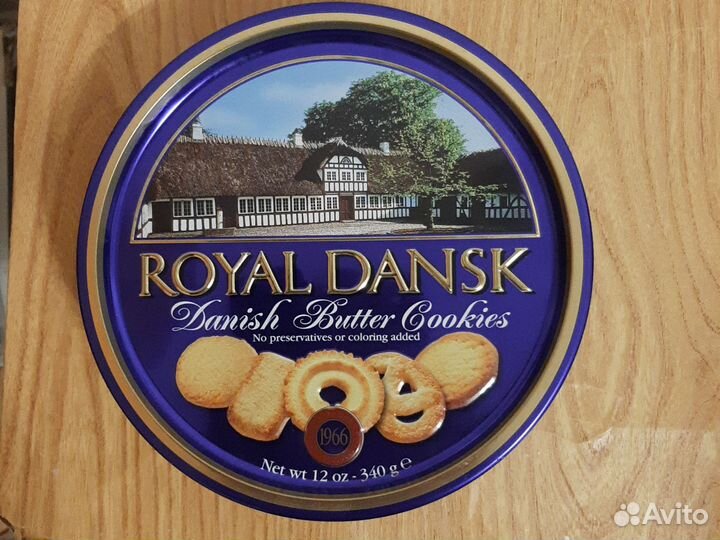 ROYAL DANSK
Danish Butter Cookies
No preservatives or coloring added
1966
Net wt 12 oz - 340 g ℮
Avito